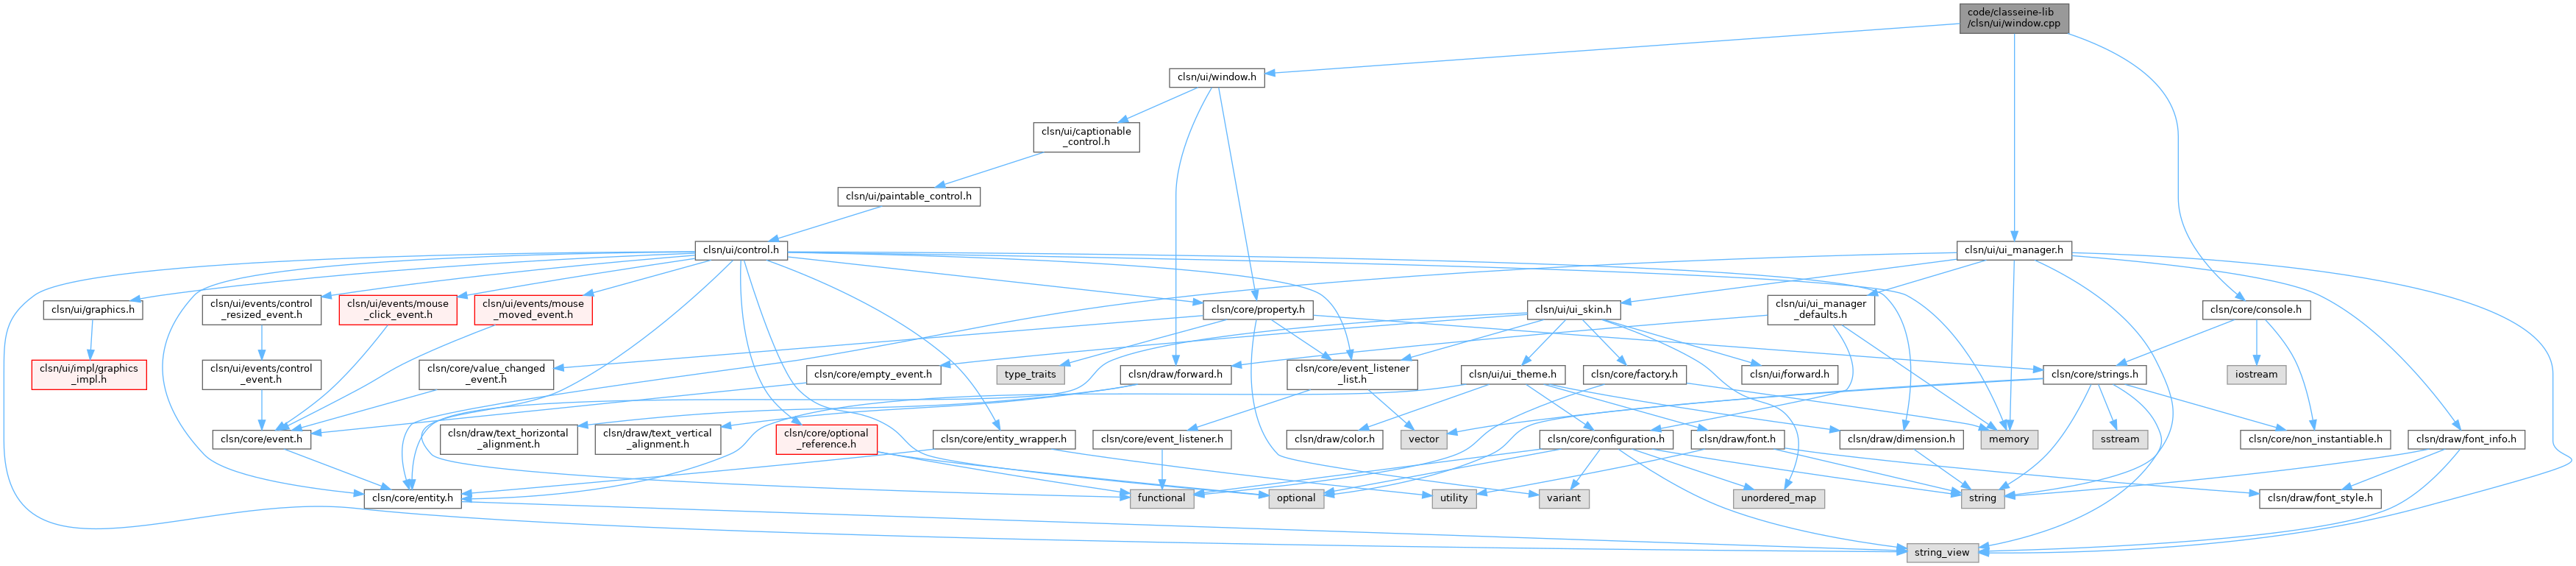 code/classeine-lib
/clsn/ui/window.cpp
clsn/ui/window.h
clsn/ui/captionable
_control.h
clsn/ui/paintable_control.h
clsn/ui/control.h
clsn/ui/ui_manager.h
clsn/ui/graphics.h
clsn/ui/events/control
_resized_event.h
clsn/ui/events/mouse
_click_event.h
clsn/ui/events/mouse
_moved_event.h
clsn/core/property.h
clsn/ui/ui_skin.h
clsn/ui/ui_manager
_defaults.h
clsn/core/console.h
clsn/ui/impl/graphics
_impl.h
clsn/ui/events/control
_event.h
clsn/core/value_changed
_event.h
clsn/core/empty_event.h
type_traits
clsn/draw/forward.h
clsn/core/event_listener
_list.h
clsn/ui/ui_theme.h
clsn/core/factory.h
clsn/ui/forward.h
clsn/core/strings.h
iostream
clsn/core/event.h
clsn/draw/text_horizontal
_alignment.h
clsn/draw/text_vertical
_alignment.h
clsn/core/optional
_reference.h
clsn/core/entity_wrapper.h
clsn/core/event_listener.h
clsn/draw/color.h
vector
clsn/core/configuration.h
clsn/draw/font.h
clsn/draw/dimension.h
memory
sstream
clsn/core/non_instantiable.h
clsn/draw/font_info.h
clsn/core/entity.h
functional
optional
utility
variant
unordered_map
string
clsn/draw/font_style.h
string_view